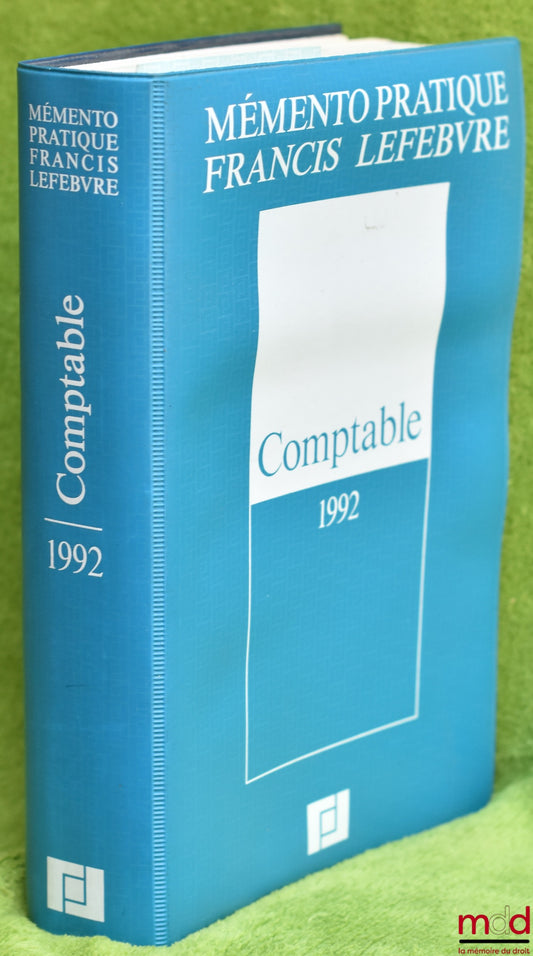 MÉMENTO
PRATIQUE
FRANCIS
LEFEBVRE
Comptable
1992
MÉMENTO PRATIQUE
FRANCIS LEFEBVRE
Comptable
1992
mdd
la mémoire du droit